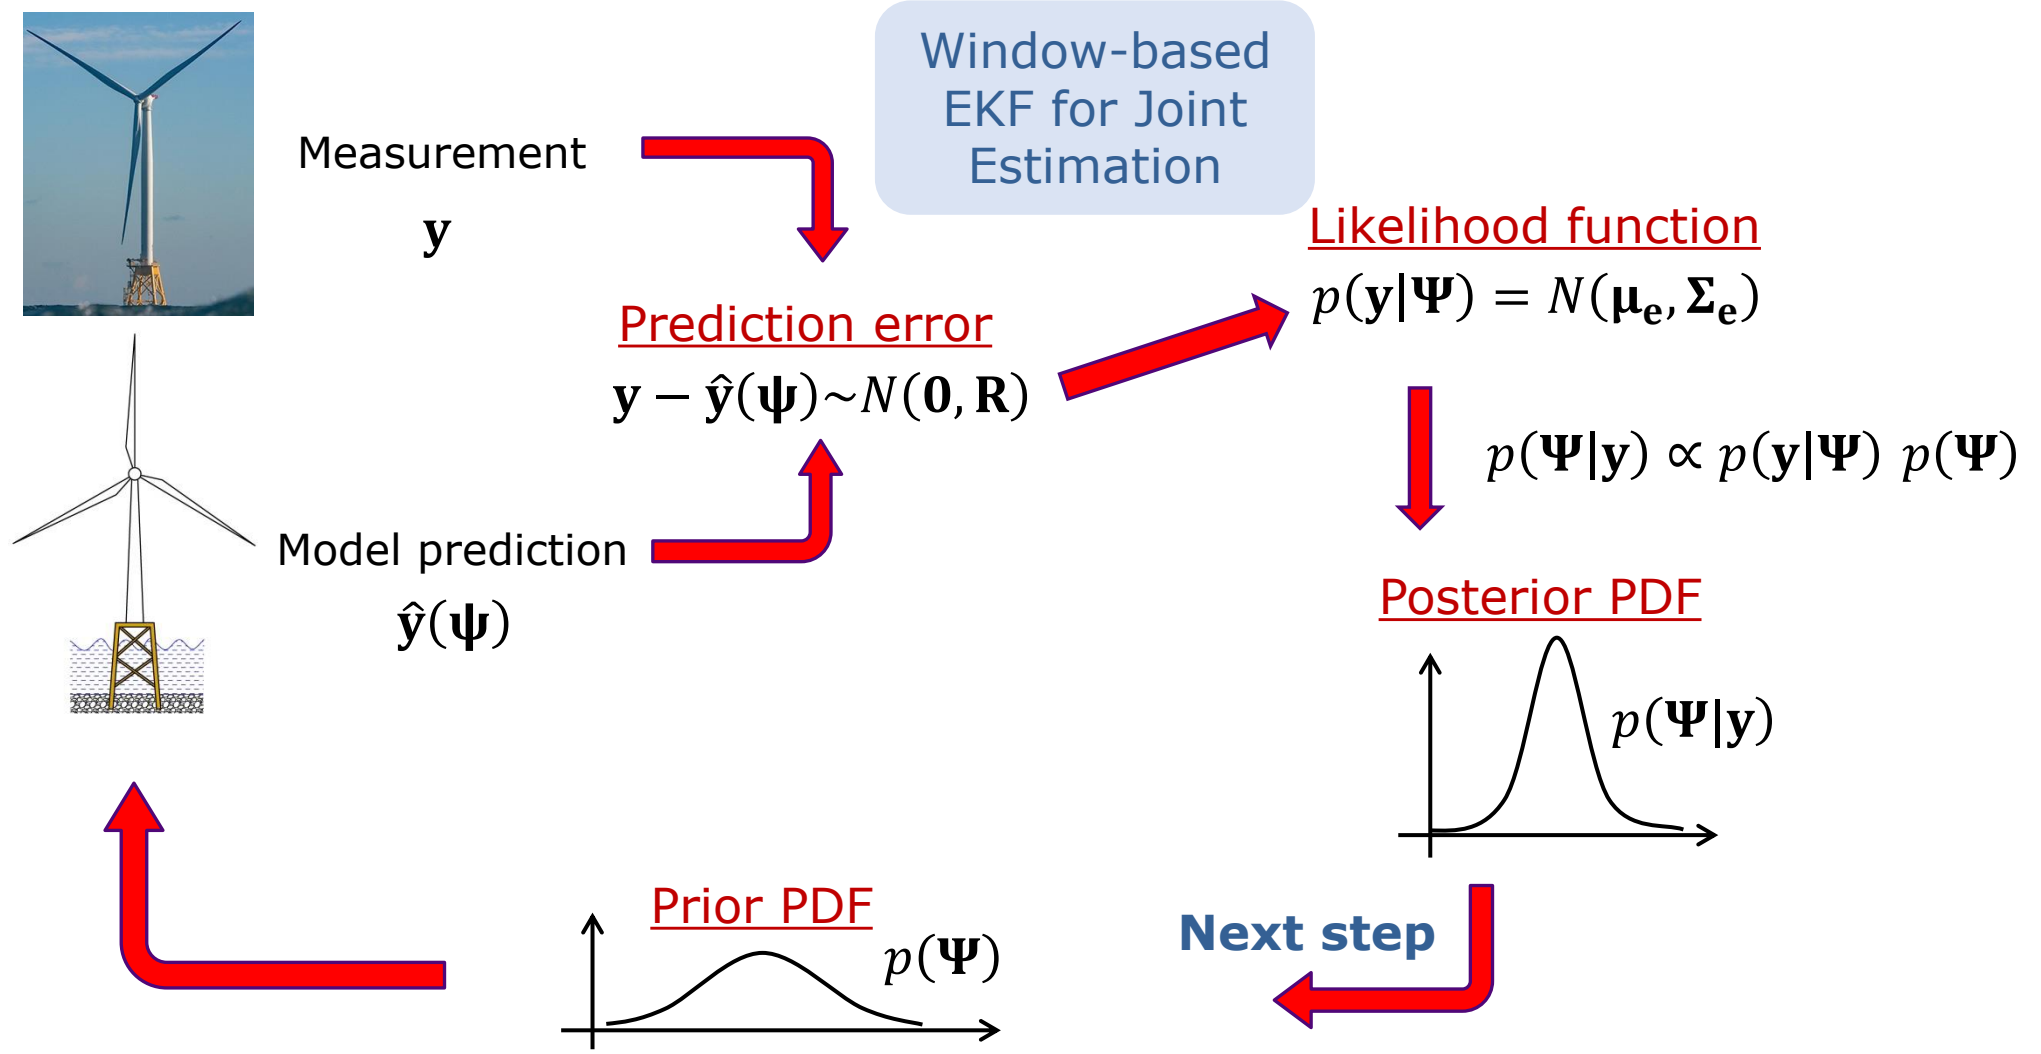 Window-based
EKF for Joint
Estimation
Measurement
𝐲
Likelihood function
p(𝐲|𝚿) = N(𝛍ₑ, 𝚺ₑ)
Prediction error
𝐲 − ŷ(𝛙)~N(𝟎, 𝐑)
p(𝚿|𝐲) ∝ p(𝐲|𝚿) p(𝚿)
Model prediction
ŷ(𝛙)
Posterior PDF
p(𝚿|𝐲)
Prior PDF
p(𝚿)
Next step